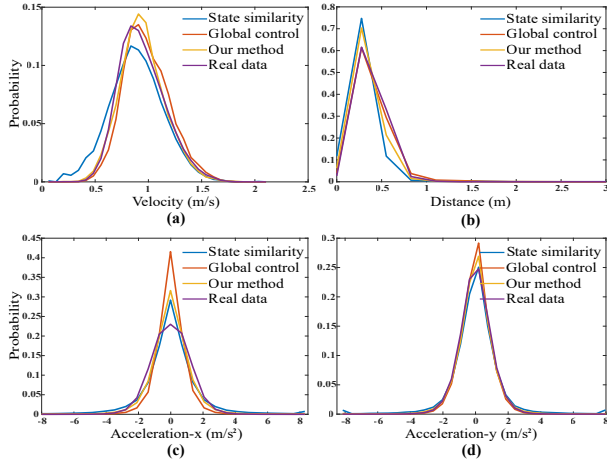 0.15
0.1
0.05
0
Probability
0 0.5 1 1.5 2 2.5
Velocity (m/s)
State similarity
Global control
Our method
Real data
(a)
0.8
0.7
0.6
0.5
0.4
0.3
0.2
0.1
0.0
0 1 2 3
Distance (m)
State similarity
Global control
Our method
Real data
(b)
0.45
0.4
0.35
0.3
0.25
0.2
0.15
0.1
0.05
0
Probability
-8 -6 -4 -2 0 2 4 6 8
Acceleration-x (m/s²)
State similarity
Global control
Our method
Real data
(c)
0.3
0.25
0.2
0.15
0.1
0.05
0
-8 -6 -4 -2 0 2 4 6 8
Acceleration-y (m/s²)
State similarity
Global control
Our method
Real data
(d)